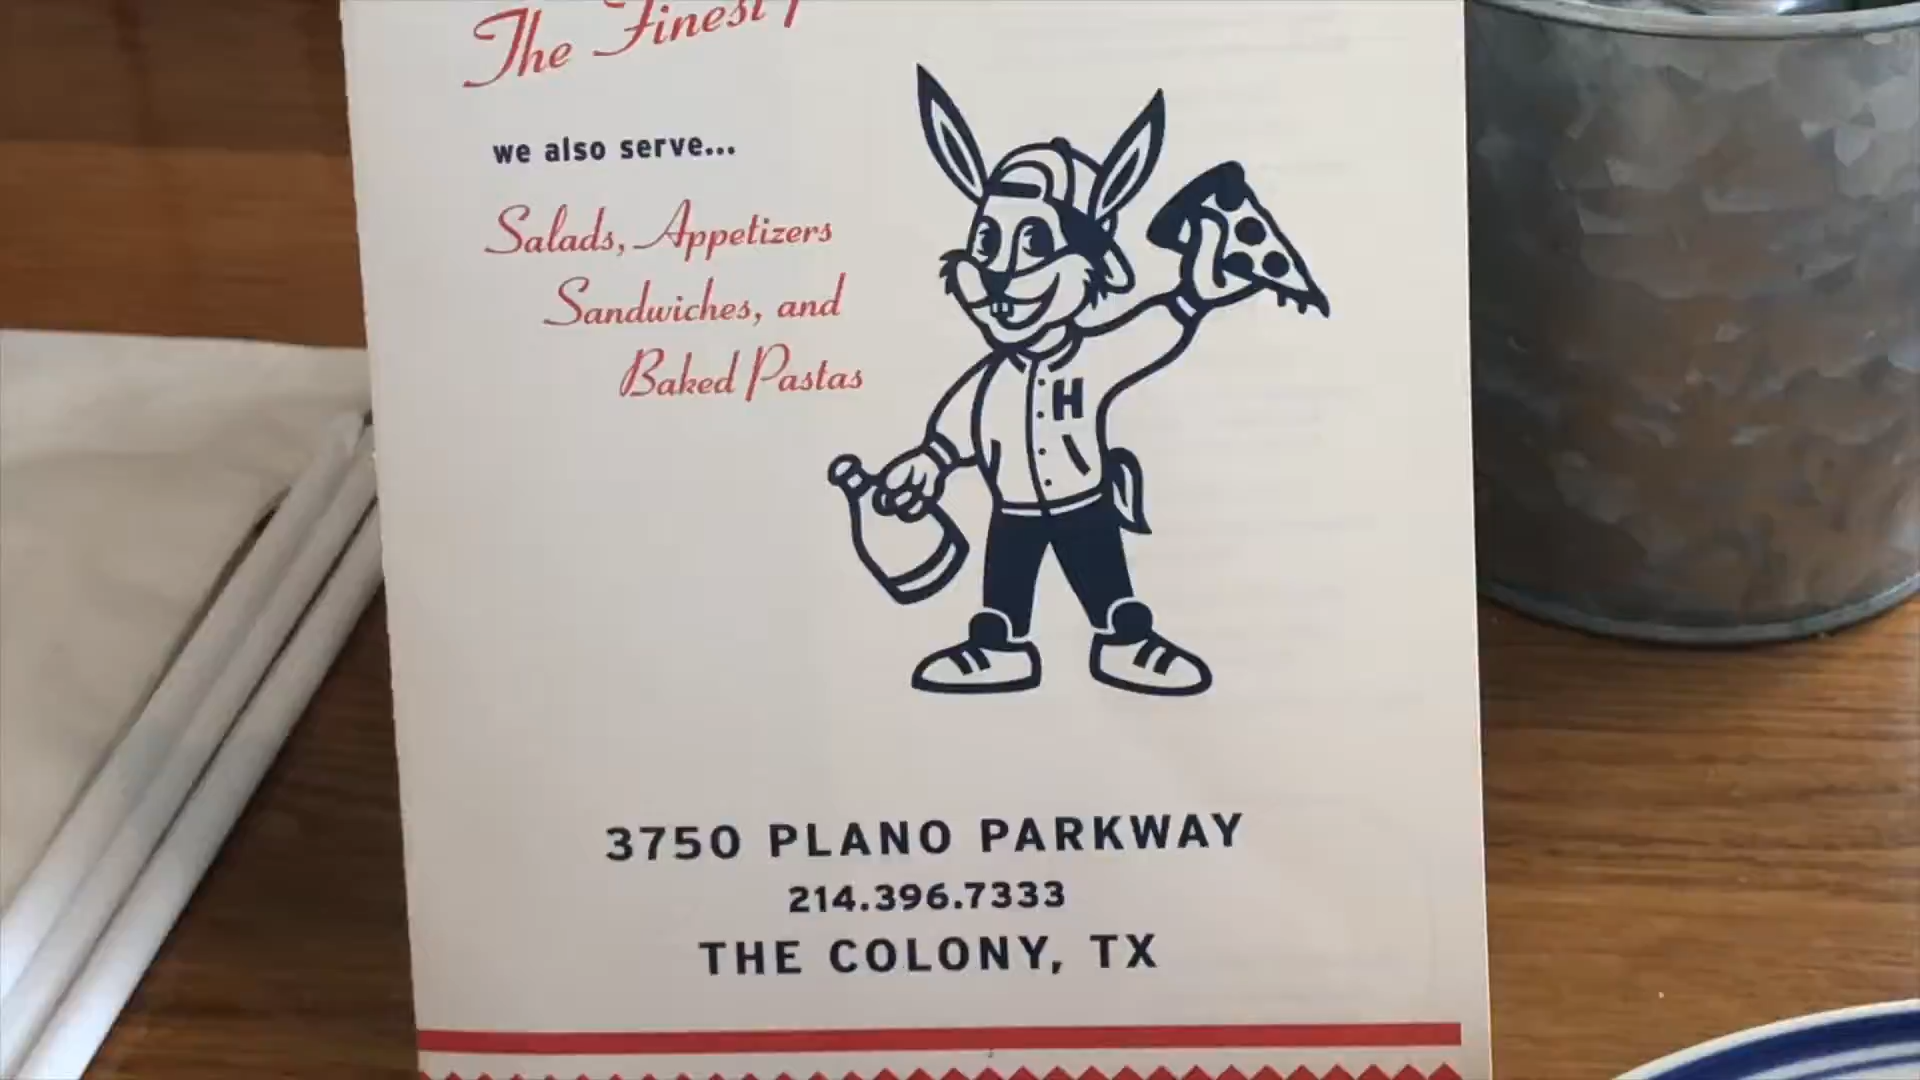 The Finest
we also serve...
Salads, Appetizers
Sandwiches, and
Baked Pastas
H
3750 PLANO PARKWAY
214.396.7333
THE COLONY, TX